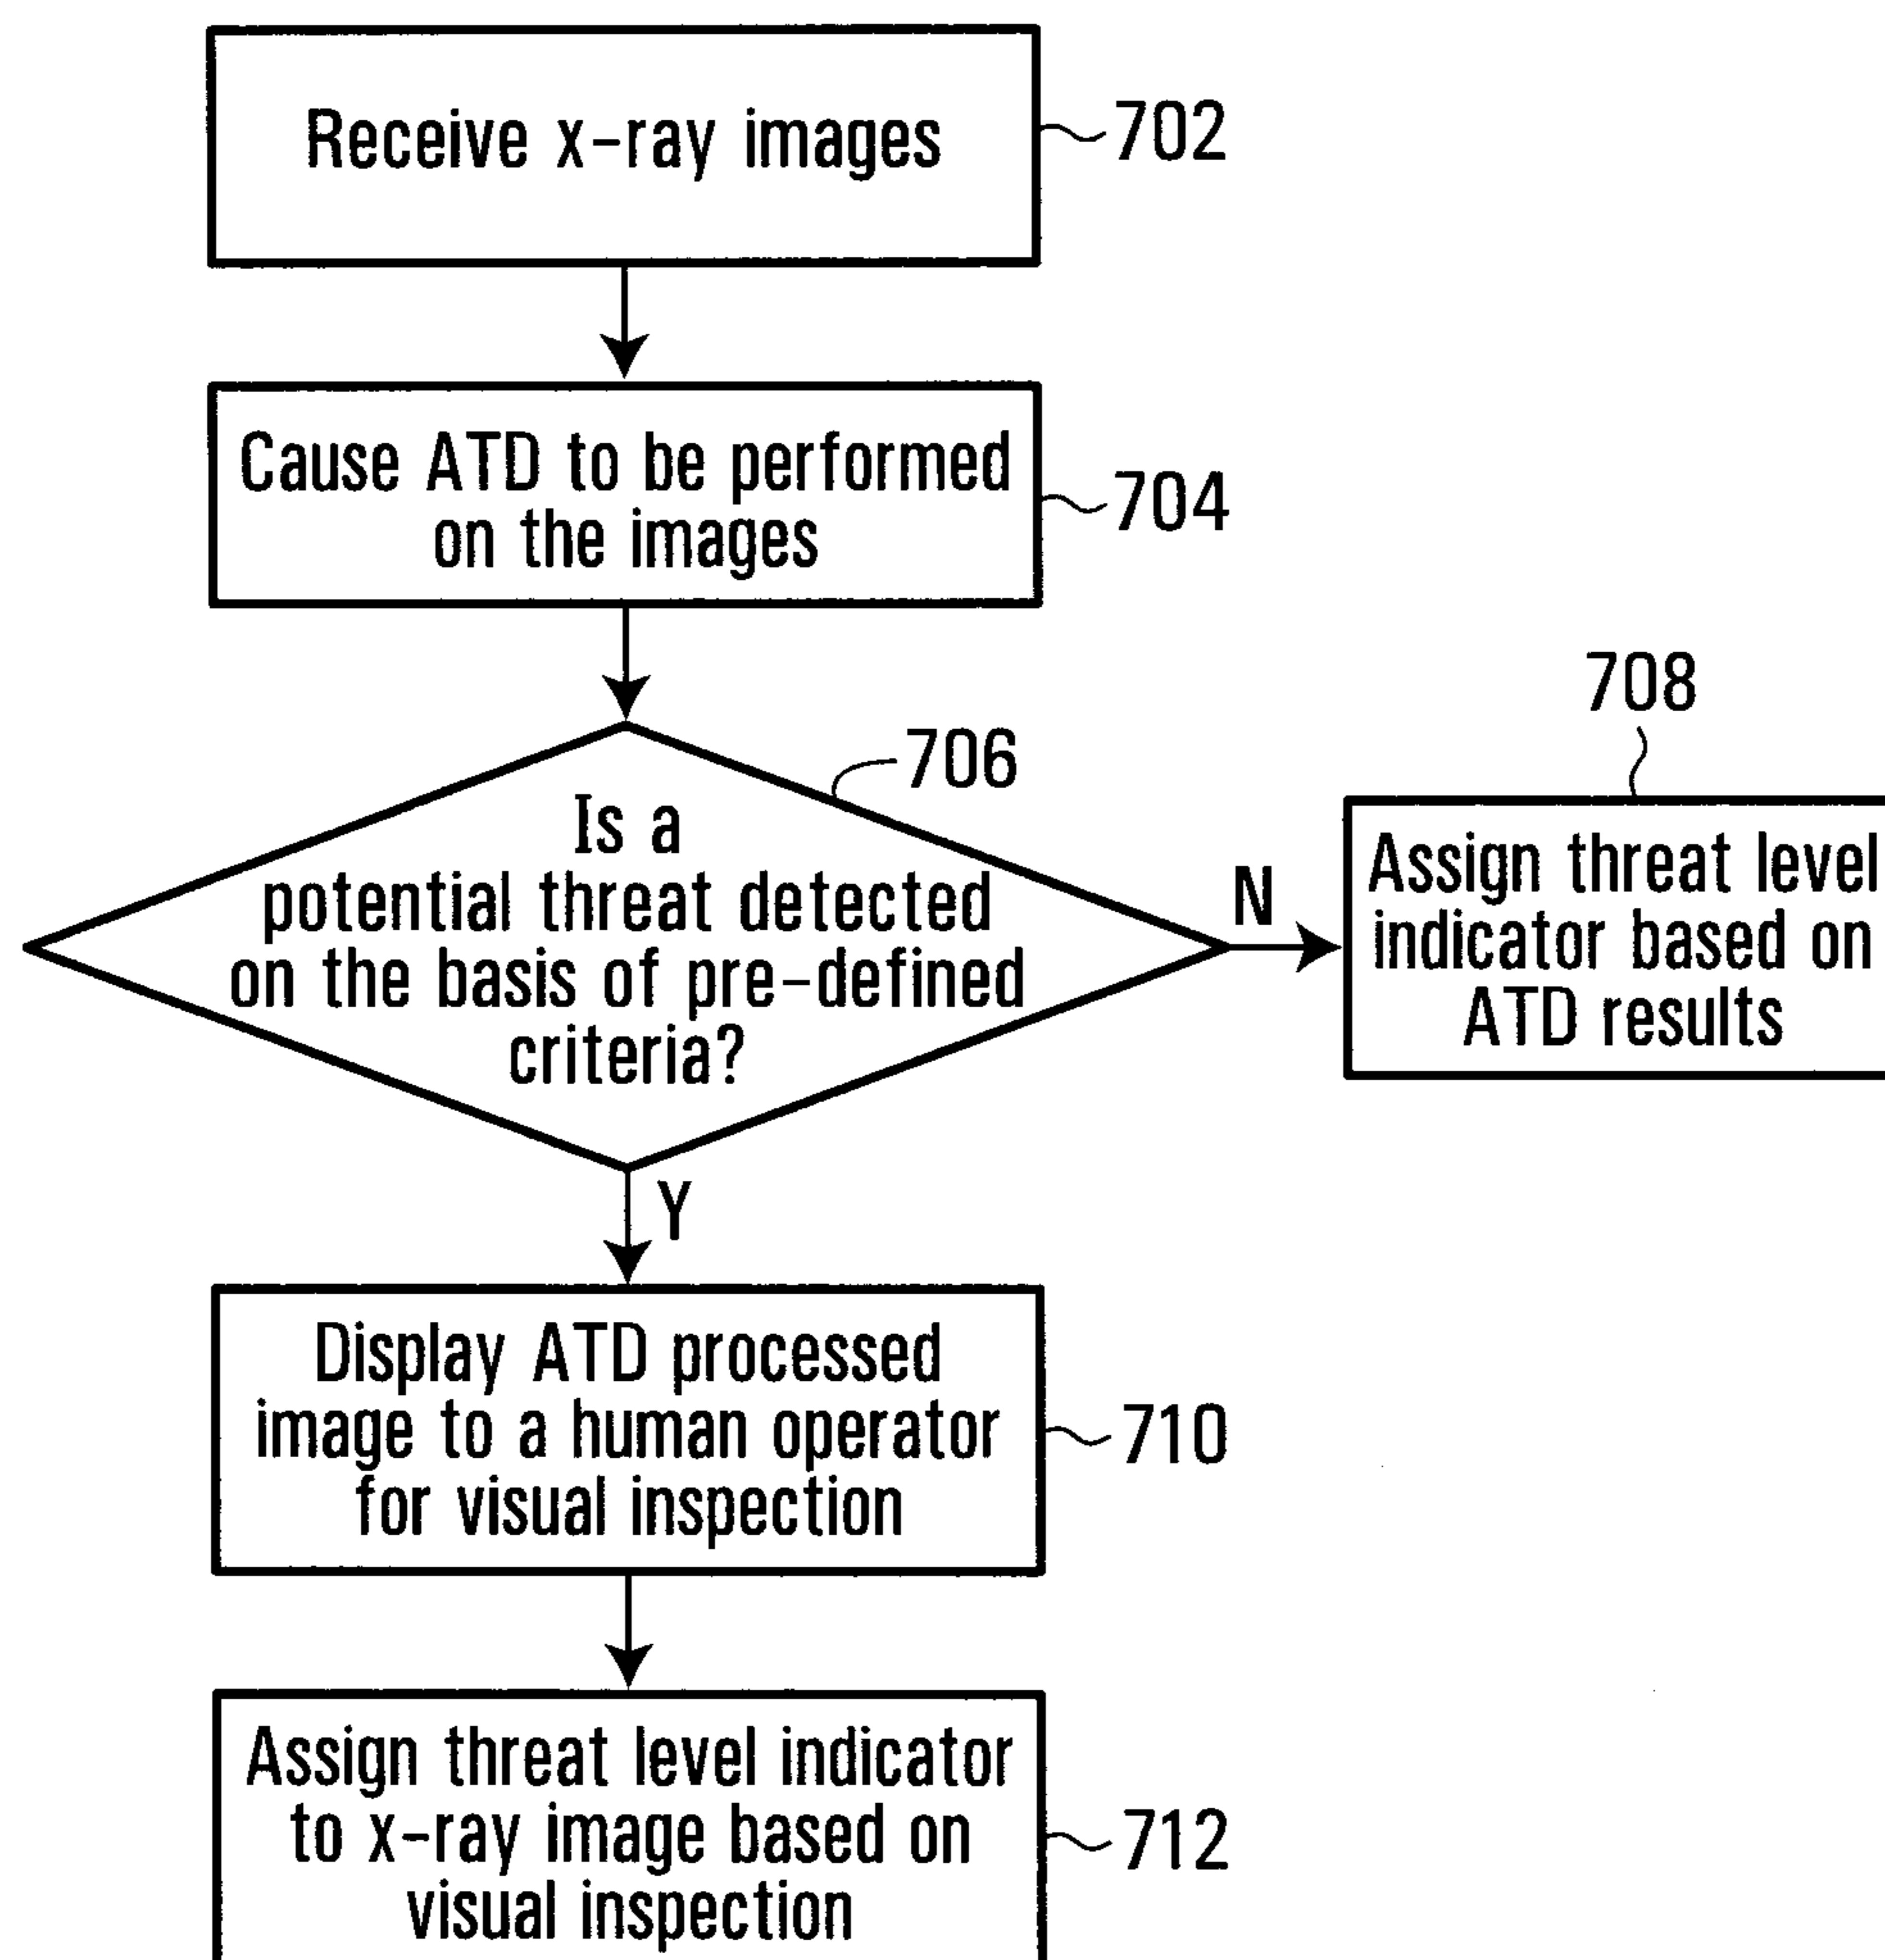 Receive x-ray images
702
Cause ATD to be performed
on the images
704
706
Is a
potential threat detected
on the basis of pre-defined
criteria?
N
708
Assign threat level
indicator based on
ATD results
Y
Display ATD processed
image to a human operator
for visual inspection
710
Assign threat level indicator
to x-ray image based on
visual inspection
712